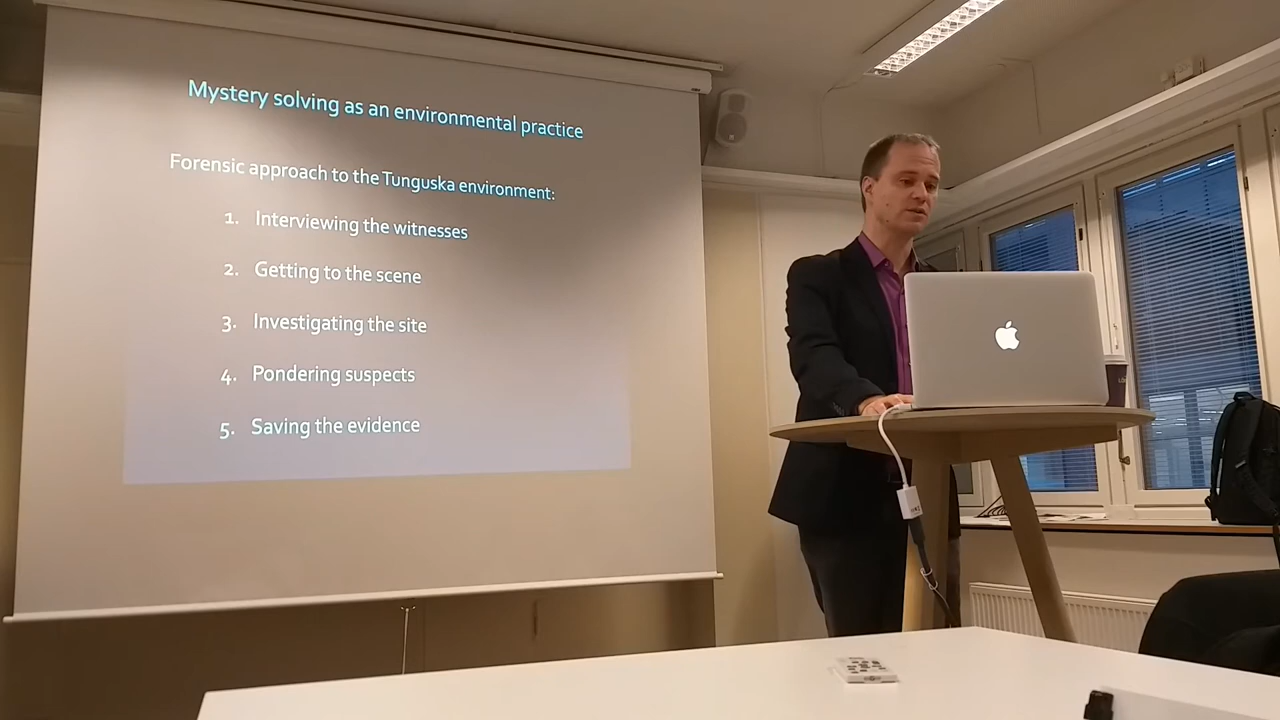 Mystery solving as an environmental practice
Forensic approach to the Tunguska environment:
1. Interviewing the witnesses
2. Getting to the scene
3. Investigating the site
4. Pondering suspects
5. Saving the evidence